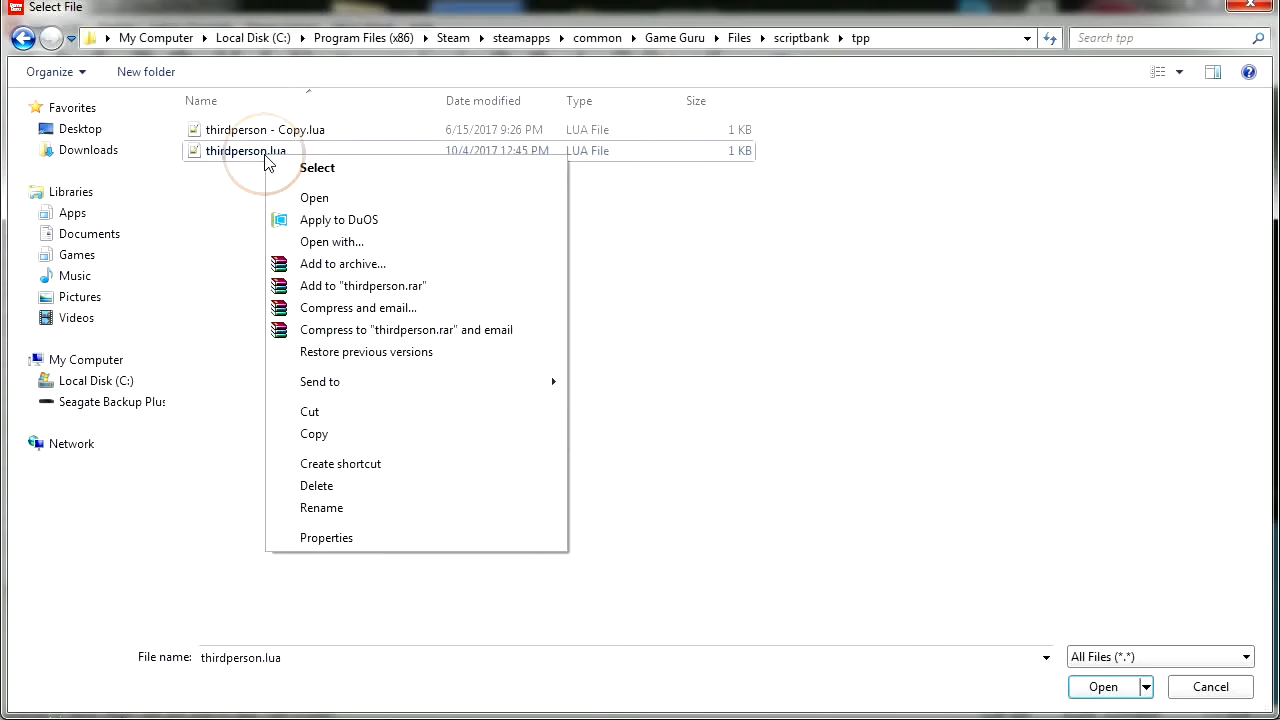 Select File
My Computer Local Disk (C:) Program Files (x86) Steam steamapps common Game Guru Files scriptbank tpp
Search tpp
Organize New folder
Name Date modified Type Size
Favorites
Desktop
Downloads
Libraries
Apps
Documents
Games
Music
Pictures
Videos
My Computer
Local Disk (C:)
Seagate Backup Plus
Network
thirdperson - Copy.lua 6/15/2017 9:26 PM LUA File 1 KB
thirdperson.lua 10/4/2017 12:45 PM LUA File 1 KB
Select
Open
Apply to DuOS
Open with...
Add to archive...
Add to "thirdperson.rar"
Compress and email...
Compress to "thirdperson.rar" and email
Restore previous versions
Send to
Cut
Copy
Create shortcut
Delete
Rename
Properties
File name: thirdperson.lua
All Files (*.*)
Open Cancel